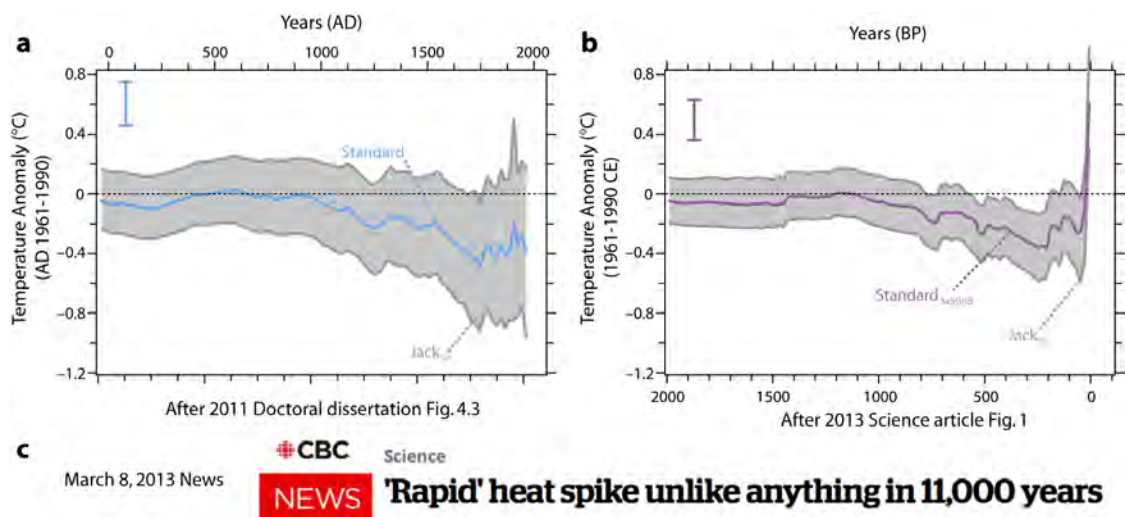 a
Years (AD)
0 500 1000 1500 2000
0.8
0.4
0
−0.4
−0.8
−1.2
Temperature Anomaly (°C)
(AD 1961-1990)
Standard
Jack
After 2011 Doctoral dissertation Fig. 4.3
b
Years (BP)
0.8
0.4
0
−0.4
−0.8
−1.2
Temperature Anomaly (°C)
(1961-1990 CE)
Standard
Jack
2000 1500 1000 500 0
After 2013 Science article Fig. 1
c
March 8, 2013 News
CBC
NEWS
Science
'Rapid' heat spike unlike anything in 11,000 years